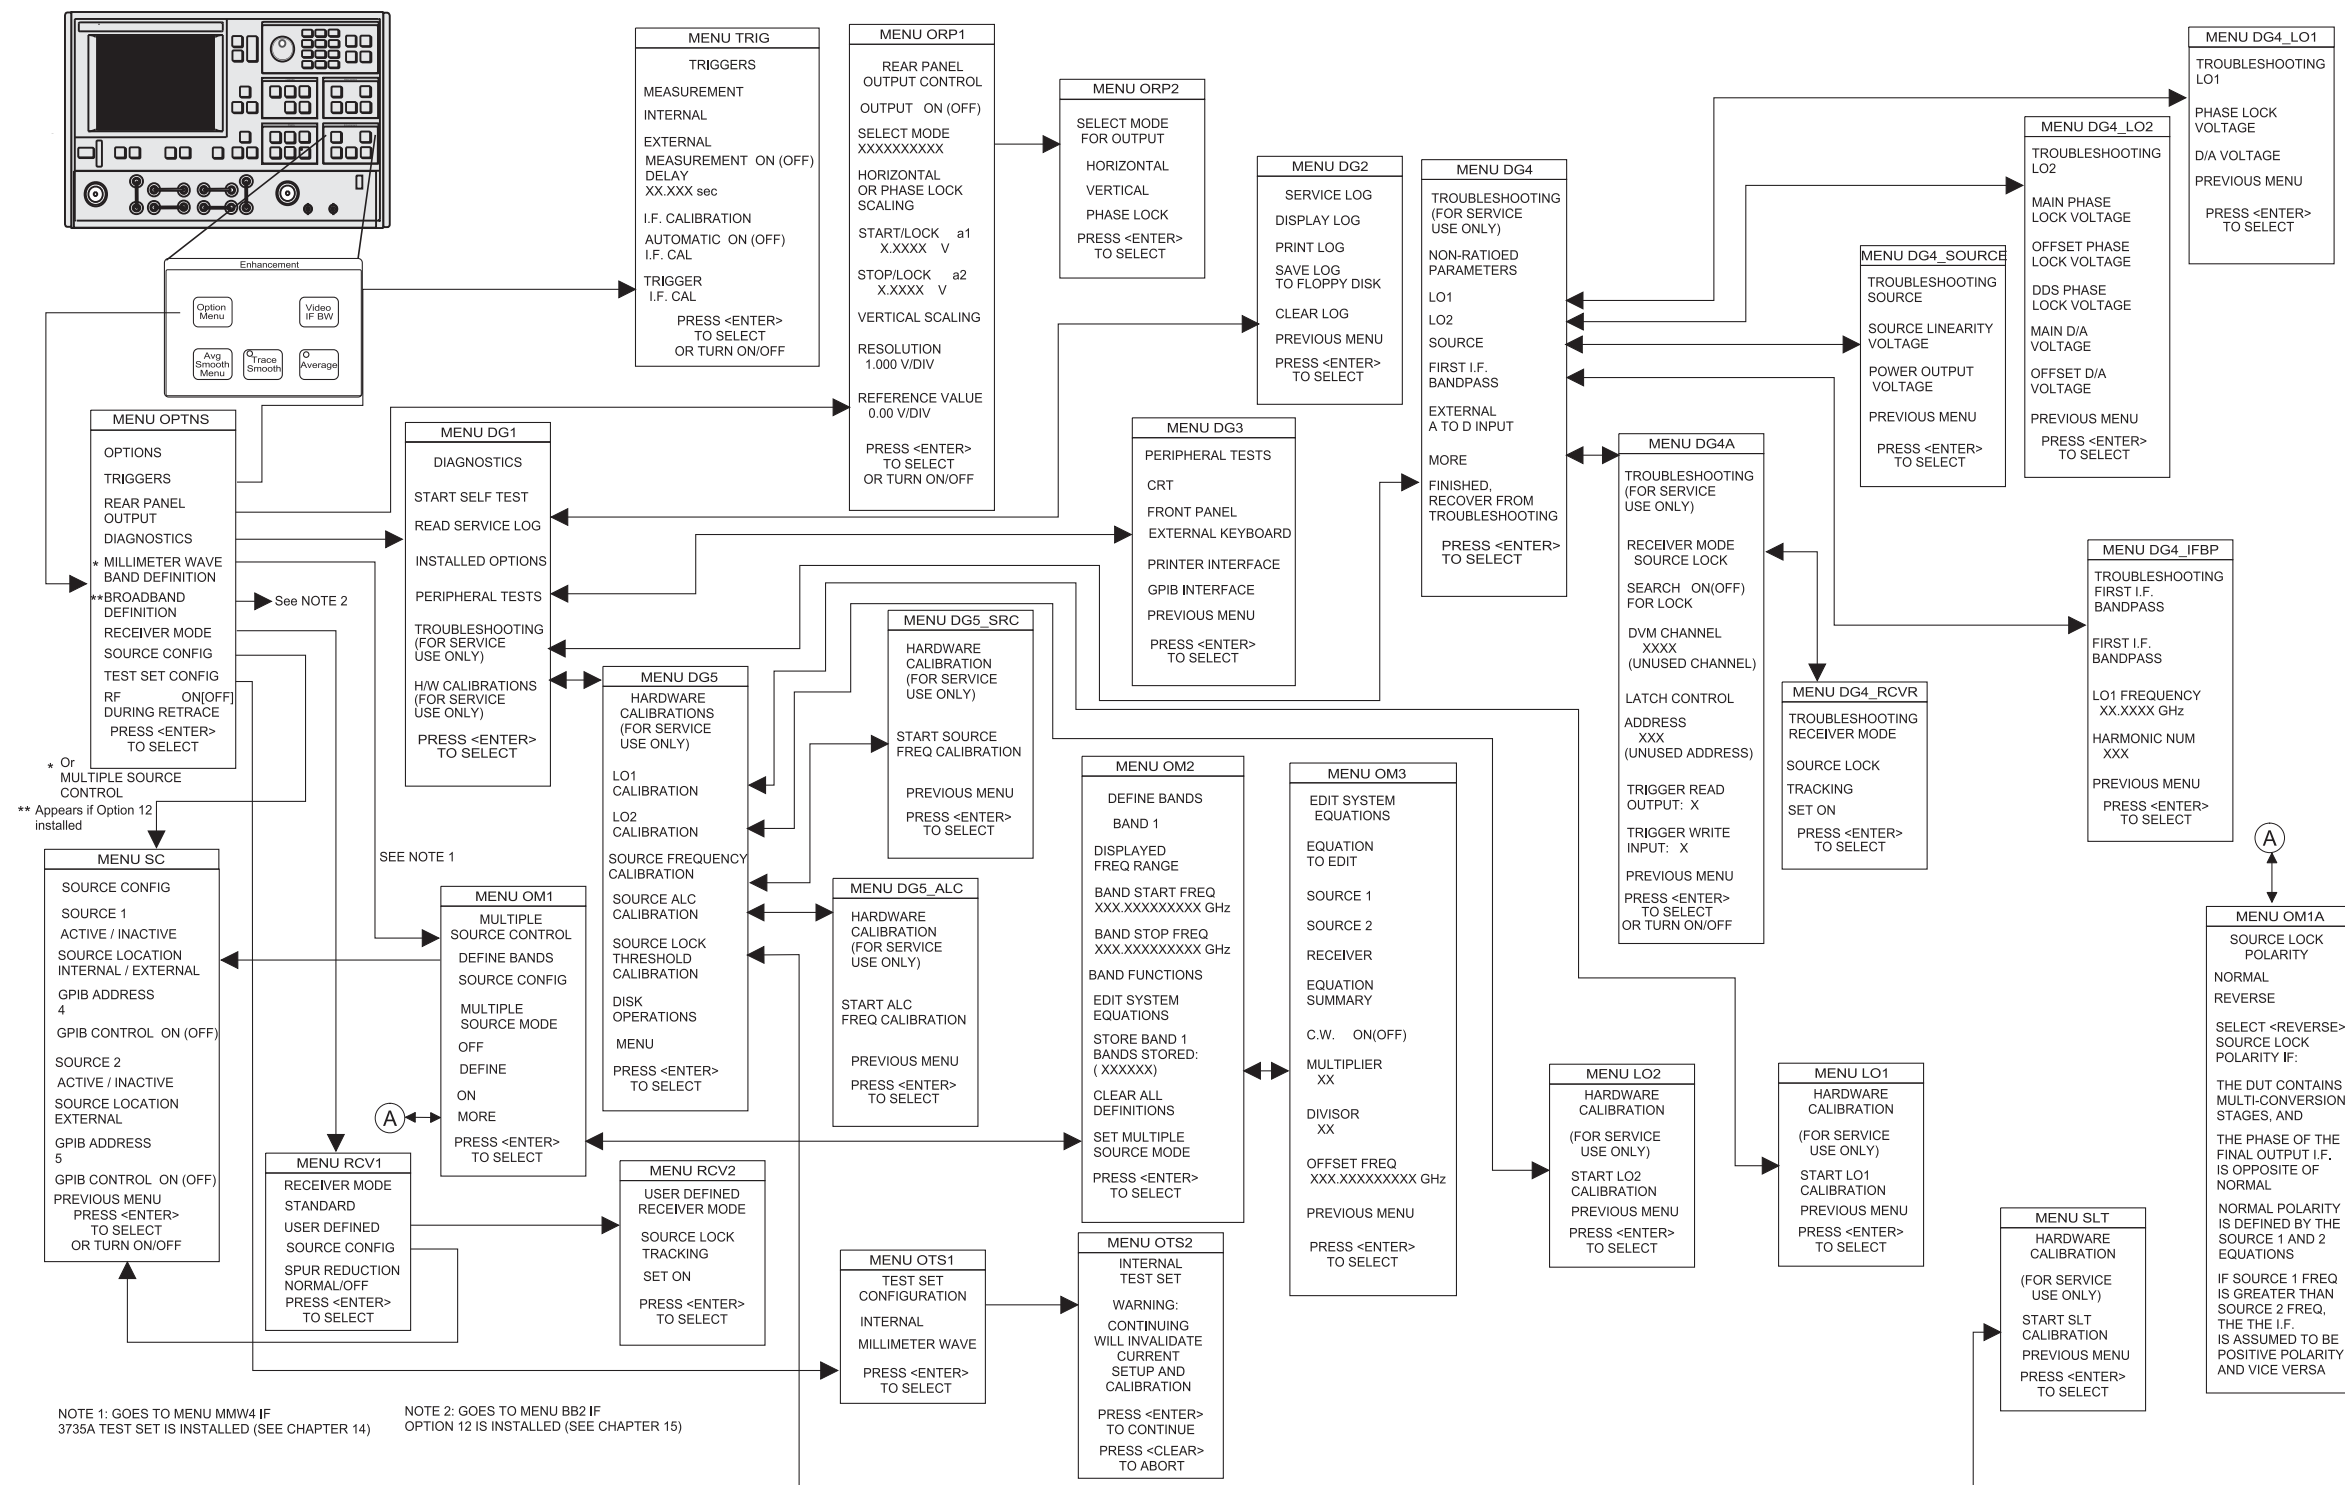 Enhancement
Option
Menu
Video
IF BW
Avg
Smooth
Menu
Trace
Smooth
Average
MENU OPTNS
OPTIONS
TRIGGERS
REAR PANEL
OUTPUT
DIAGNOSTICS
* MILLIMETER WAVE
BAND DEFINITION
**BROADBAND
DEFINITION
See NOTE 2
RECEIVER MODE
SOURCE CONFIG
TEST SET CONFIG
RF ON[OFF]
DURING RETRACE
PRESS <ENTER>
TO SELECT
* Or
MULTIPLE SOURCE
CONTROL
** Appears if Option 12
installed
MENU SC
SOURCE CONFIG
SOURCE 1
ACTIVE / INACTIVE
SOURCE LOCATION
INTERNAL / EXTERNAL
GPIB ADDRESS
4
GPIB CONTROL ON (OFF)
SOURCE 2
ACTIVE / INACTIVE
SOURCE LOCATION
EXTERNAL
GPIB ADDRESS
5
GPIB CONTROL ON (OFF)
PREVIOUS MENU
PRESS <ENTER>
TO SELECT
OR TURN ON/OFF
MENU TRIG
TRIGGERS
MEASUREMENT
INTERNAL
EXTERNAL
MEASUREMENT ON (OFF)
DELAY
XX.XXX sec
I.F. CALIBRATION
AUTOMATIC ON (OFF)
I.F. CAL
TRIGGER
I.F. CAL
PRESS <ENTER>
TO SELECT
OR TURN ON/OFF
MENU ORP1
REAR PANEL
OUTPUT CONTROL
OUTPUT ON (OFF)
SELECT MODE
XXXXXXXXXX
HORIZONTAL
OR PHASE LOCK
SCALING
START/LOCK a1
X.XXXX V
STOP/LOCK a2
X.XXXX V
VERTICAL SCALING
RESOLUTION
1.000 V/DIV
REFERENCE VALUE
0.00 V/DIV
PRESS <ENTER>
TO SELECT
OR TURN ON/OFF
MENU ORP2
SELECT MODE
FOR OUTPUT
HORIZONTAL
VERTICAL
PHASE LOCK
PRESS <ENTER>
TO SELECT
MENU DG1
DIAGNOSTICS
START SELF TEST
READ SERVICE LOG
INSTALLED OPTIONS
PERIPHERAL TESTS
TROUBLESHOOTING
(FOR SERVICE
USE ONLY)
H/W CALIBRATIONS
(FOR SERVICE
USE ONLY)
PRESS <ENTER>
TO SELECT
MENU DG2
SERVICE LOG
DISPLAY LOG
PRINT LOG
SAVE LOG
TO FLOPPY DISK
CLEAR LOG
PREVIOUS MENU
PRESS <ENTER>
TO SELECT
MENU DG3
PERIPHERAL TESTS
CRT
FRONT PANEL
EXTERNAL KEYBOARD
PRINTER INTERFACE
GPIB INTERFACE
PREVIOUS MENU
PRESS <ENTER>
TO SELECT
MENU DG4
TROUBLESHOOTING
(FOR SERVICE
USE ONLY)
NON-RATIOED
PARAMETERS
LO1
LO2
SOURCE
FIRST I.F.
BANDPASS
EXTERNAL
A TO D INPUT
MORE
FINISHED,
RECOVER FROM
TROUBLESHOOTING
PRESS <ENTER>
TO SELECT
MENU DG4_LO1
TROUBLESHOOTING
LO1
PHASE LOCK
VOLTAGE
D/A VOLTAGE
PREVIOUS MENU
PRESS <ENTER>
TO SELECT
MENU DG4_LO2
TROUBLESHOOTING
LO2
MAIN PHASE
LOCK VOLTAGE
OFFSET PHASE
LOCK VOLTAGE
DDS PHASE
LOCK VOLTAGE
MAIN D/A
VOLTAGE
OFFSET D/A
VOLTAGE
PREVIOUS MENU
PRESS <ENTER>
TO SELECT
MENU DG4_SOURCE
TROUBLESHOOTING
SOURCE
SOURCE LINEARITY
VOLTAGE
POWER OUTPUT
VOLTAGE
PREVIOUS MENU
PRESS <ENTER>
TO SELECT
MENU DG4A
TROUBLESHOOTING
(FOR SERVICE
USE ONLY)
RECEIVER MODE
SOURCE LOCK
SEARCH ON(OFF)
FOR LOCK
DVM CHANNEL
XXXX
(UNUSED CHANNEL)
LATCH CONTROL
ADDRESS
XXX
(UNUSED ADDRESS)
TRIGGER READ
OUTPUT: X
TRIGGER WRITE
INPUT: X
PREVIOUS MENU
PRESS <ENTER>
TO SELECT
OR TURN ON/OFF
MENU DG4_RCVR
TROUBLESHOOTING
RECEIVER MODE
SOURCE LOCK
TRACKING
SET ON
PRESS <ENTER>
TO SELECT
MENU DG4_IFBP
TROUBLESHOOTING
FIRST I.F.
BANDPASS
FIRST I.F.
BANDPASS
LO1 FREQUENCY
XX.XXXX GHz
HARMONIC NUM
XXX
PREVIOUS MENU
PRESS <ENTER>
TO SELECT
MENU DG5
HARDWARE
CALIBRATIONS
(FOR SERVICE
USE ONLY)
LO1
CALIBRATION
LO2
CALIBRATION
SOURCE FREQUENCY
CALIBRATION
SOURCE ALC
CALIBRATION
SOURCE LOCK
THRESHOLD
CALIBRATION
DISK
OPERATIONS
MENU
PRESS <ENTER>
TO SELECT
MENU DG5_SRC
HARDWARE
CALIBRATION
(FOR SERVICE
USE ONLY)
START SOURCE
FREQ CALIBRATION
PREVIOUS MENU
PRESS <ENTER>
TO SELECT
MENU DG5_ALC
HARDWARE
CALIBRATION
(FOR SERVICE
USE ONLY)
START ALC
FREQ CALIBRATION
PREVIOUS MENU
PRESS <ENTER>
TO SELECT
SEE NOTE 1
MENU OM1
MULTIPLE
SOURCE CONTROL
DEFINE BANDS
SOURCE CONFIG
MULTIPLE
SOURCE MODE
OFF
DEFINE
ON
MORE
PRESS <ENTER>
TO SELECT
A
MENU OM2
DEFINE BANDS
BAND 1
DISPLAYED
FREQ RANGE
BAND START FREQ
XXX.XXXXXXXXX GHz
BAND STOP FREQ
XXX.XXXXXXXXX GHz
BAND FUNCTIONS
EDIT SYSTEM
EQUATIONS
STORE BAND 1
BANDS STORED:
( XXXXXX)
CLEAR ALL
DEFINITIONS
SET MULTIPLE
SOURCE MODE
PRESS <ENTER>
TO SELECT
MENU OM3
EDIT SYSTEM
EQUATIONS
EQUATION
TO EDIT
SOURCE 1
SOURCE 2
RECEIVER
EQUATION
SUMMARY
C.W. ON(OFF)
MULTIPLIER
XX
DIVISOR
XX
OFFSET FREQ
XXX.XXXXXXXXX GHz
PREVIOUS MENU
PRESS <ENTER>
TO SELECT
MENU RCV1
RECEIVER MODE
STANDARD
USER DEFINED
SOURCE CONFIG
SPUR REDUCTION
NORMAL/OFF
PRESS <ENTER>
TO SELECT
MENU RCV2
USER DEFINED
RECEIVER MODE
SOURCE LOCK
TRACKING
SET ON
PRESS <ENTER>
TO SELECT
MENU OTS1
TEST SET
CONFIGURATION
INTERNAL
MILLIMETER WAVE
PRESS <ENTER>
TO SELECT
MENU OTS2
INTERNAL
TEST SET
WARNING:
CONTINUING
WILL INVALIDATE
CURRENT
SETUP AND
CALIBRATION
PRESS <ENTER>
TO CONTINUE
PRESS <CLEAR>
TO ABORT
MENU LO2
HARDWARE
CALIBRATION
(FOR SERVICE
USE ONLY)
START LO2
CALIBRATION
PREVIOUS MENU
PRESS <ENTER>
TO SELECT
MENU LO1
HARDWARE
CALIBRATION
(FOR SERVICE
USE ONLY)
START LO1
CALIBRATION
PREVIOUS MENU
PRESS <ENTER>
TO SELECT
MENU SLT
HARDWARE
CALIBRATION
(FOR SERVICE
USE ONLY)
START SLT
CALIBRATION
PREVIOUS MENU
PRESS <ENTER>
TO SELECT
A
MENU OM1A
SOURCE LOCK
POLARITY
NORMAL
REVERSE
SELECT <REVERSE>
SOURCE LOCK
POLARITY IF:
THE DUT CONTAINS
MULTI-CONVERSION
STAGES, AND
THE PHASE OF THE
FINAL OUTPUT I.F.
IS OPPOSITE OF
NORMAL
NORMAL POLARITY
IS DEFINED BY THE
SOURCE 1 AND 2
EQUATIONS
IF SOURCE 1 FREQ
IS GREATER THAN
SOURCE 2 FREQ,
THE THE I.F.
IS ASSUMED TO BE
POSITIVE POLARITY
AND VICE VERSA
NOTE 1: GOES TO MENU MMW4 IF
3735A TEST SET IS INSTALLED (SEE CHAPTER 14)
NOTE 2: GOES TO MENU BB2 IF
OPTION 12 IS INSTALLED (SEE CHAPTER 15)